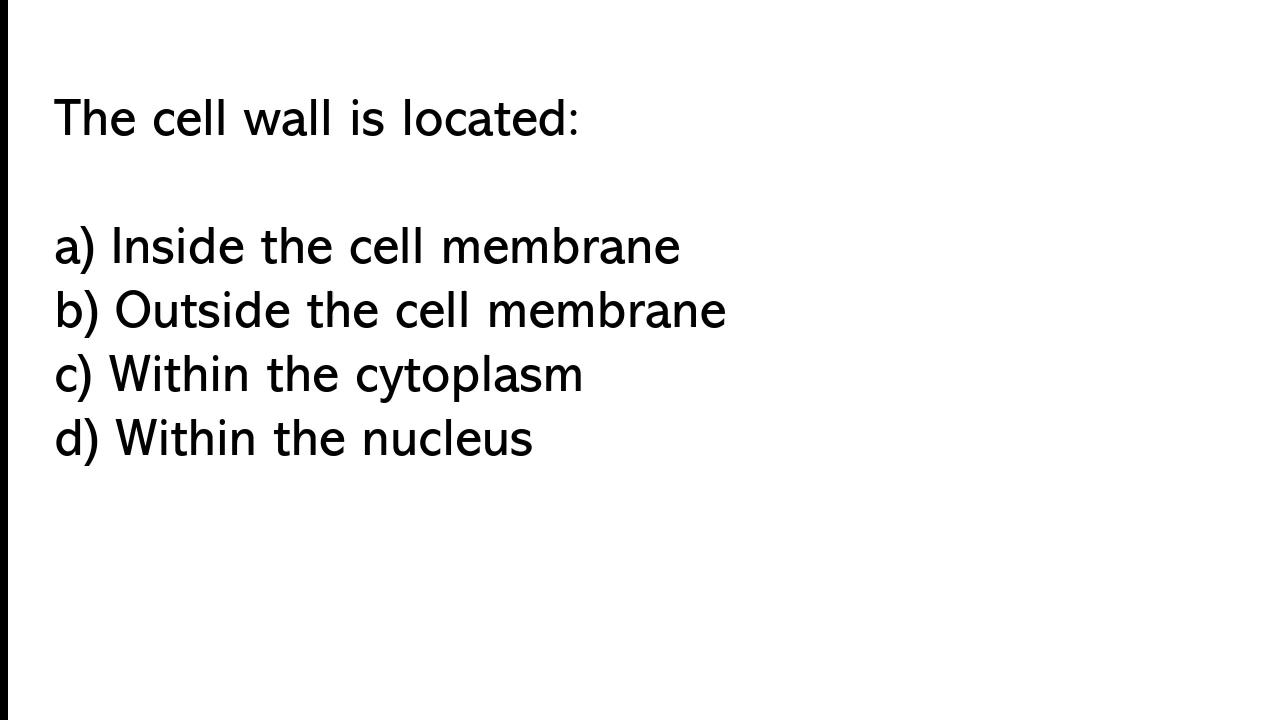 The cell wall is located:
a) Inside the cell membrane
b) Outside the cell membrane
c) Within the cytoplasm
d) Within the nucleus